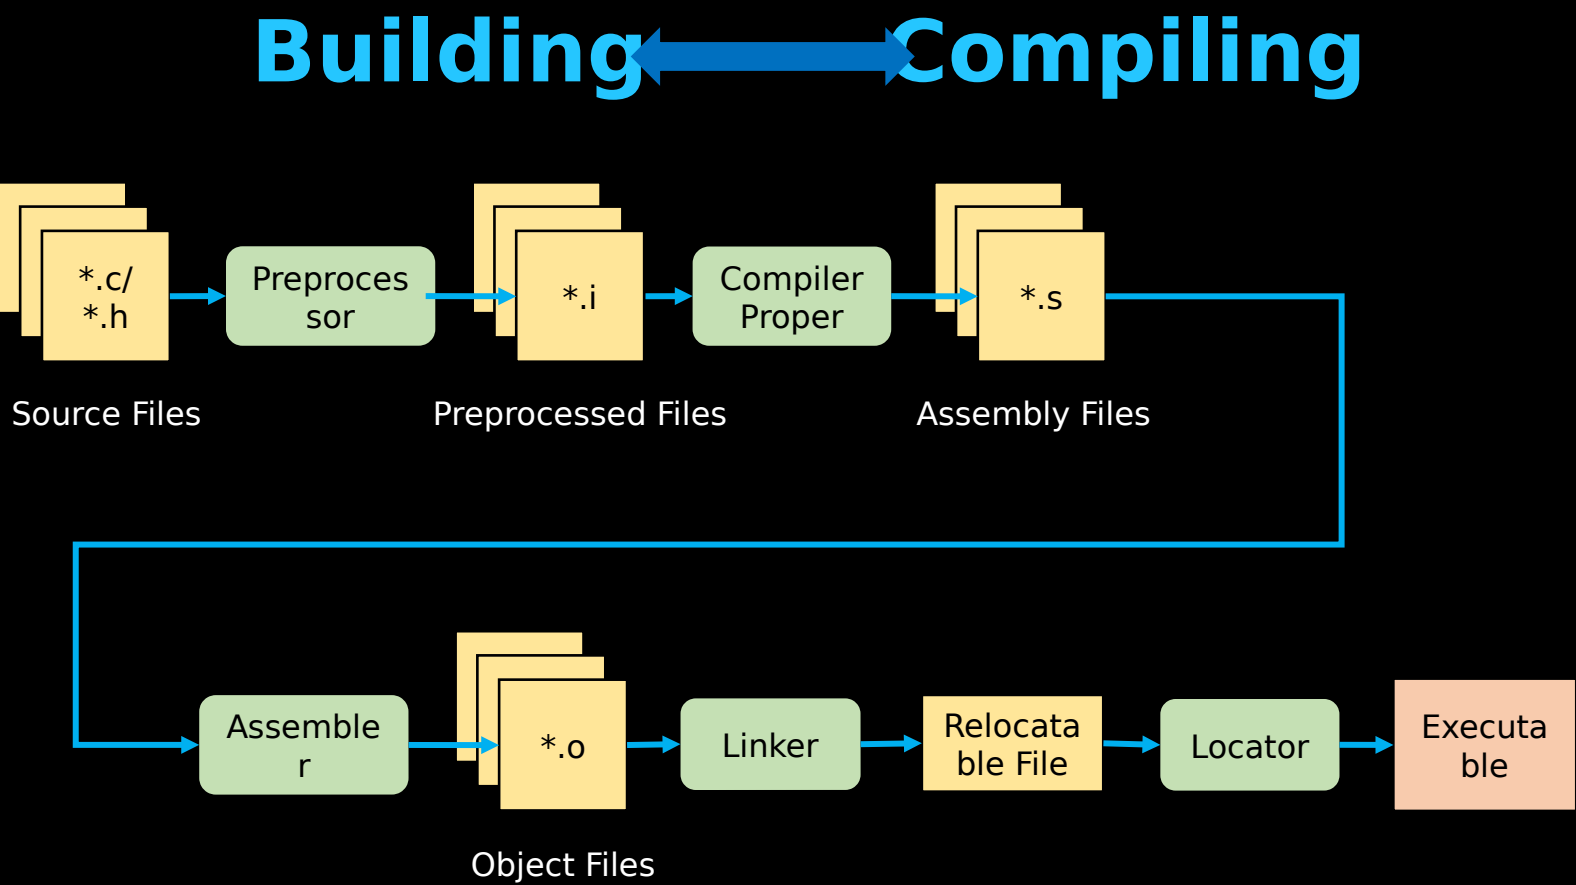 Building Compiling
*.c/
*.h
Preproces
sor
*.i
Compiler
Proper
*.s
Source Files
Preprocessed Files
Assembly Files
Assemble
r
*.o
Linker
Relocata
ble File
Locator
Executa
ble
Object Files